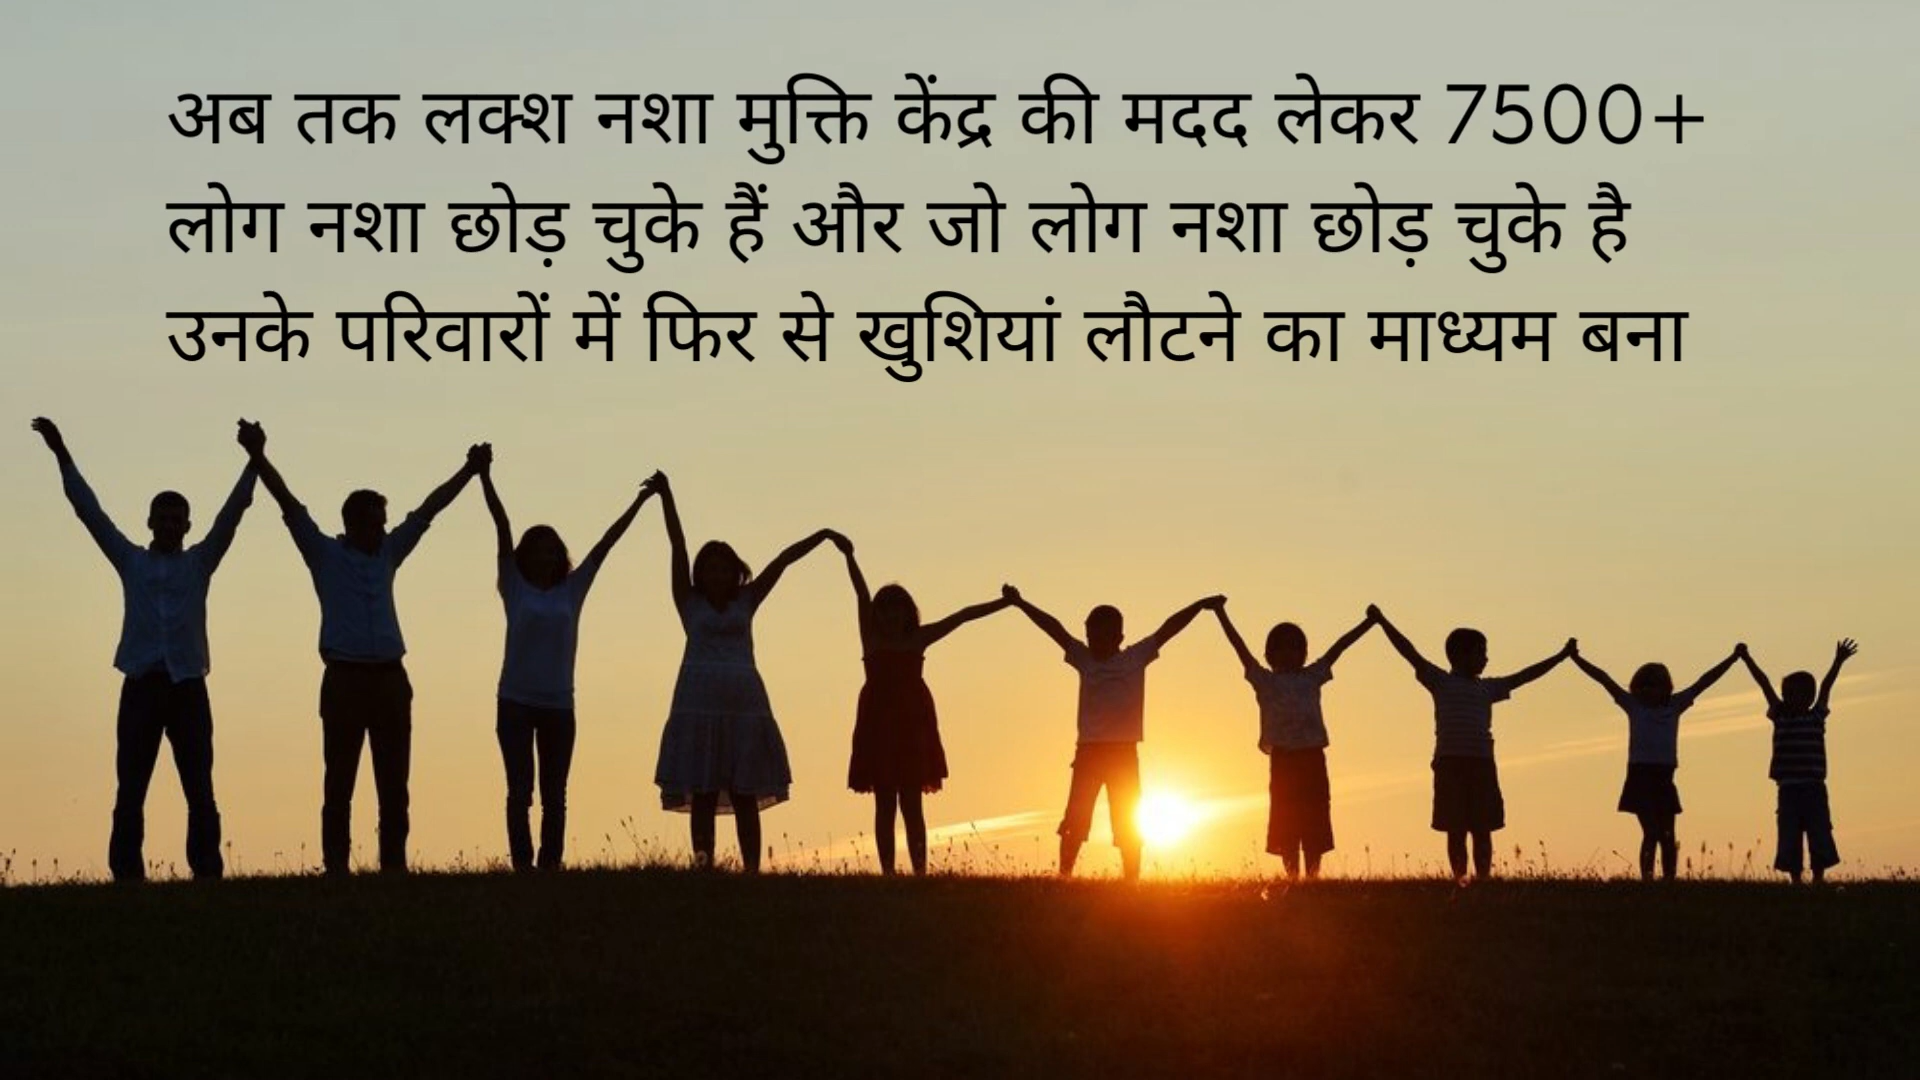 अब तक लक्श नशा मुक्ति केंद्र की मदद लेकर 7500+
लोग नशा छोड़ चुके हैं और जो लोग नशा छोड़ चुके है
उनके परिवारों में फिर से खुशियां लौटने का माध्यम बना